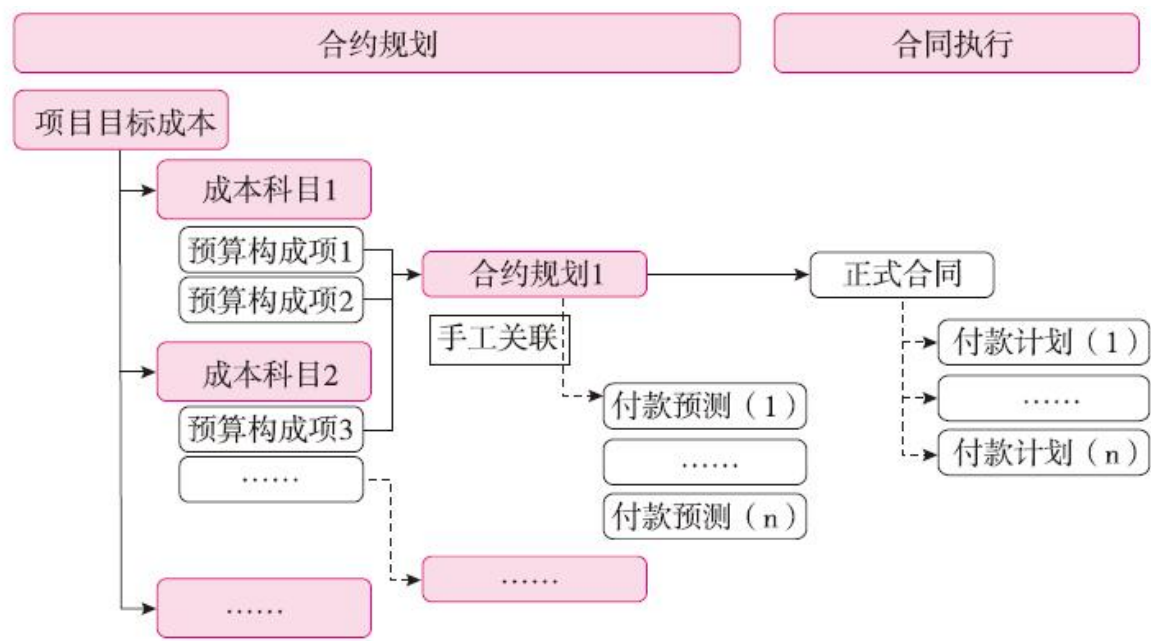 合约规划
合同执行
项目目标成本
成本科目1
预算构成项1
预算构成项2
成本科目2
预算构成项3
……
……
合约规划1
手工关联
付款预测（1）
……
付款预测（n）
……
正式合同
付款计划（1）
……
付款计划（n）